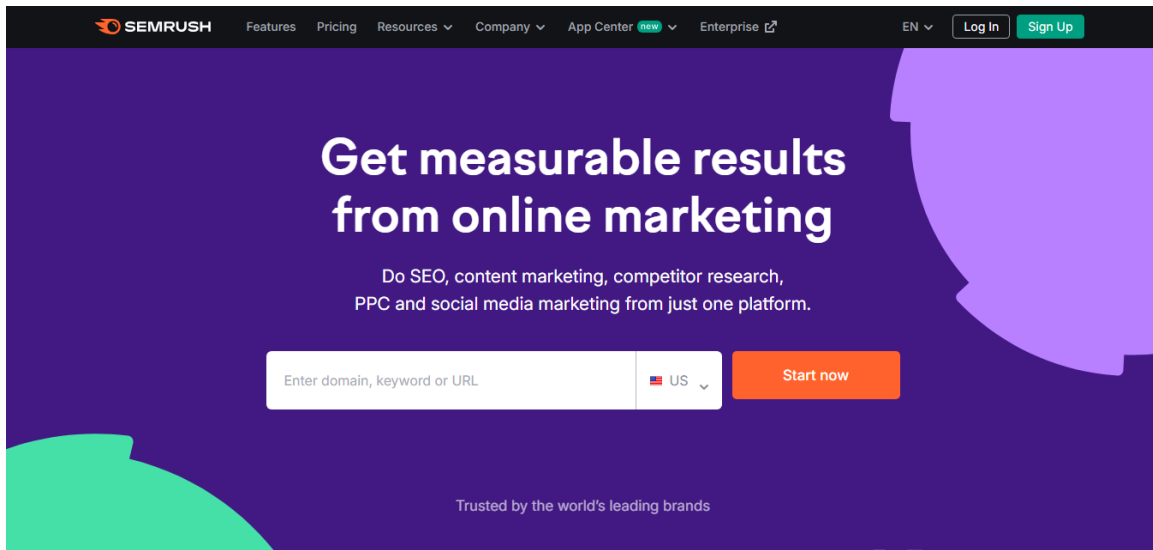 SEMRUSH Features Pricing Resources Company App Center new Enterprise EN Log In Sign Up
Get measurable results
from online marketing
Do SEO, content marketing, competitor research,
PPC and social media marketing from just one platform.
Enter domain, keyword or URL US Start now
Trusted by the world's leading brands